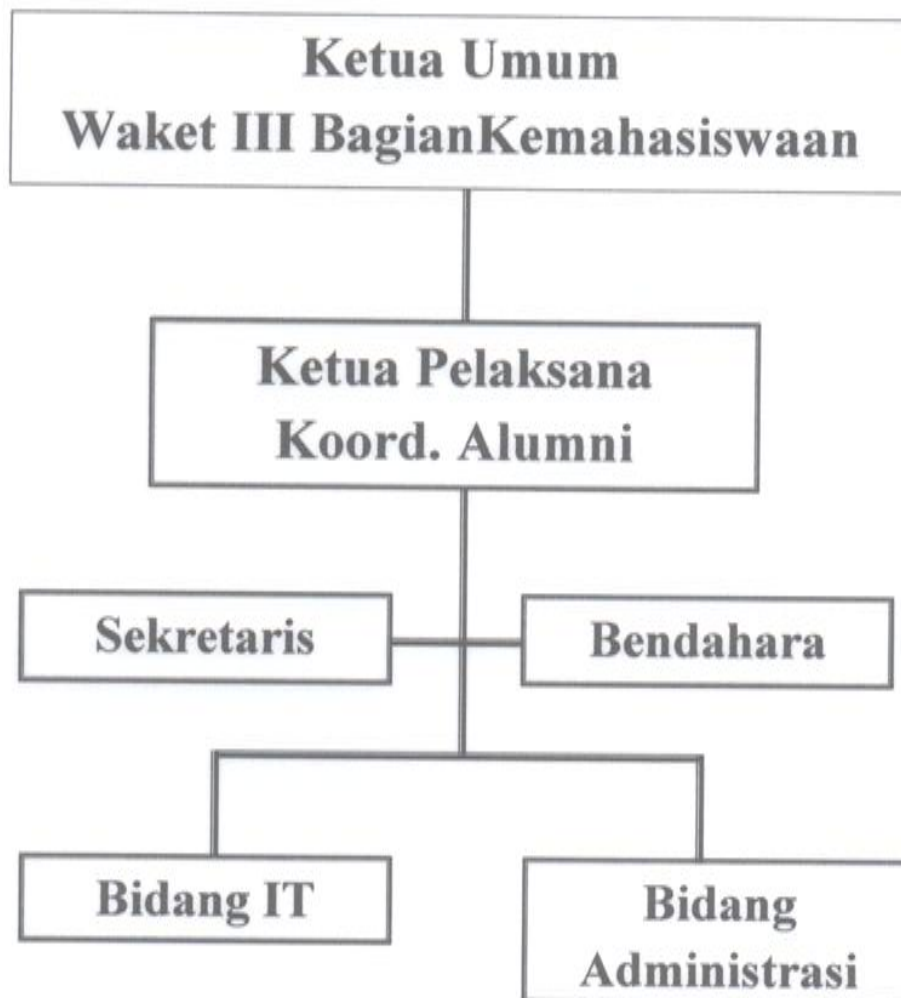 Ketua Umum
Waket III BagianKemahasiswaan
Ketua Pelaksana
Koord. Alumni
Sekretaris
Bendahara
Bidang IT
Bidang
Administrasi